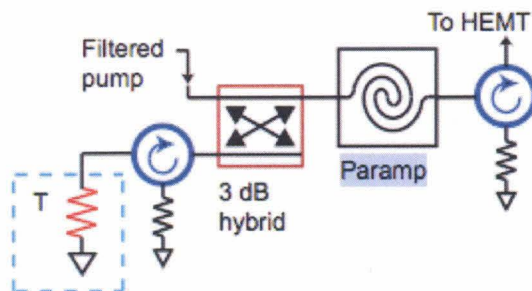 To HEMT
Filtered
pump
Paramp
T
3 dB
hybrid